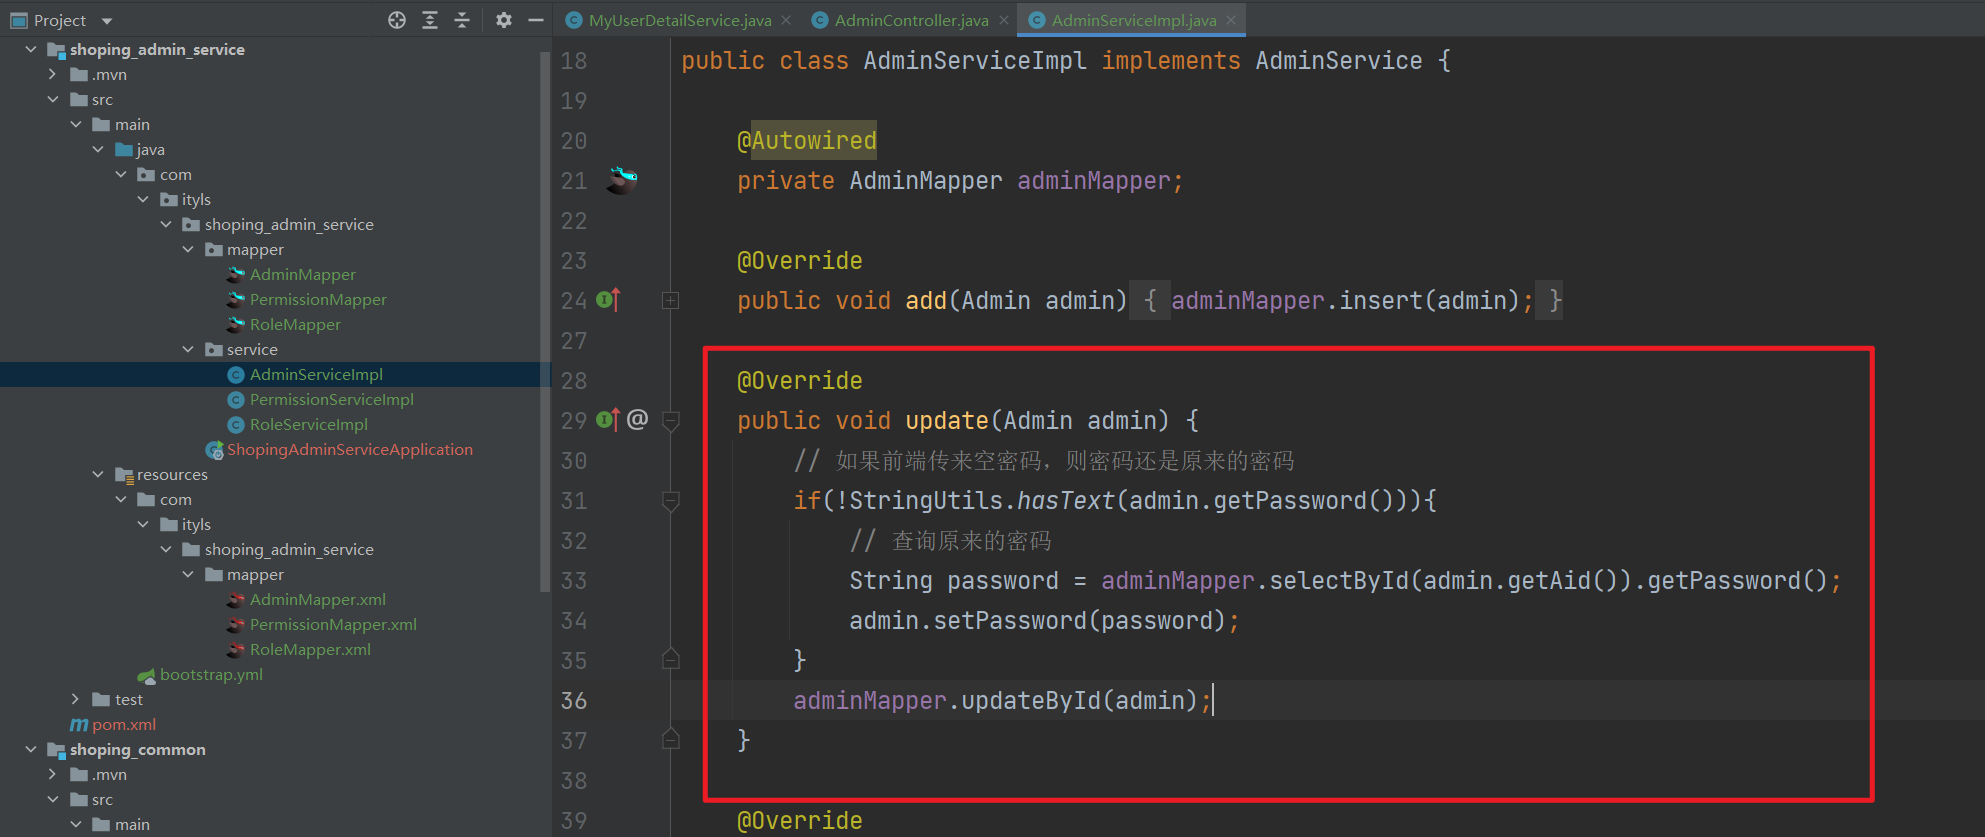 Project
shoping_admin_service
.mvn
src
main
java
com
ityls
shoping_admin_service
mapper
AdminMapper
PermissionMapper
RoleMapper
service
AdminServiceImpl
PermissionServiceImpl
RoleServiceImpl
ShopingAdminServiceApplication
resources
com
ityls
shoping_admin_service
mapper
AdminMapper.xml
PermissionMapper.xml
RoleMapper.xml
bootstrap.yml
test
pom.xml
shoping_common
.mvn
src
main
MyUserDetailService.java AdminController.java AdminServiceImpl.java
18 public class AdminServiceImpl implements AdminService {
19
20 @Autowired
21 private AdminMapper adminMapper;
22
23 @Override
24 public void add(Admin admin) { adminMapper.insert(admin); }
27
28 @Override
29 @ public void update(Admin admin) {
30 // 如果前端传来空密码，则密码还是原来的密码
31 if(!StringUtils.hasText(admin.getPassword())){
32 // 查询原来的密码
33 String password = adminMapper.selectById(admin.getAid()).getPassword();
34 admin.setPassword(password);
35 }
36 adminMapper.updateById(admin);
37 }
38
39 @Override